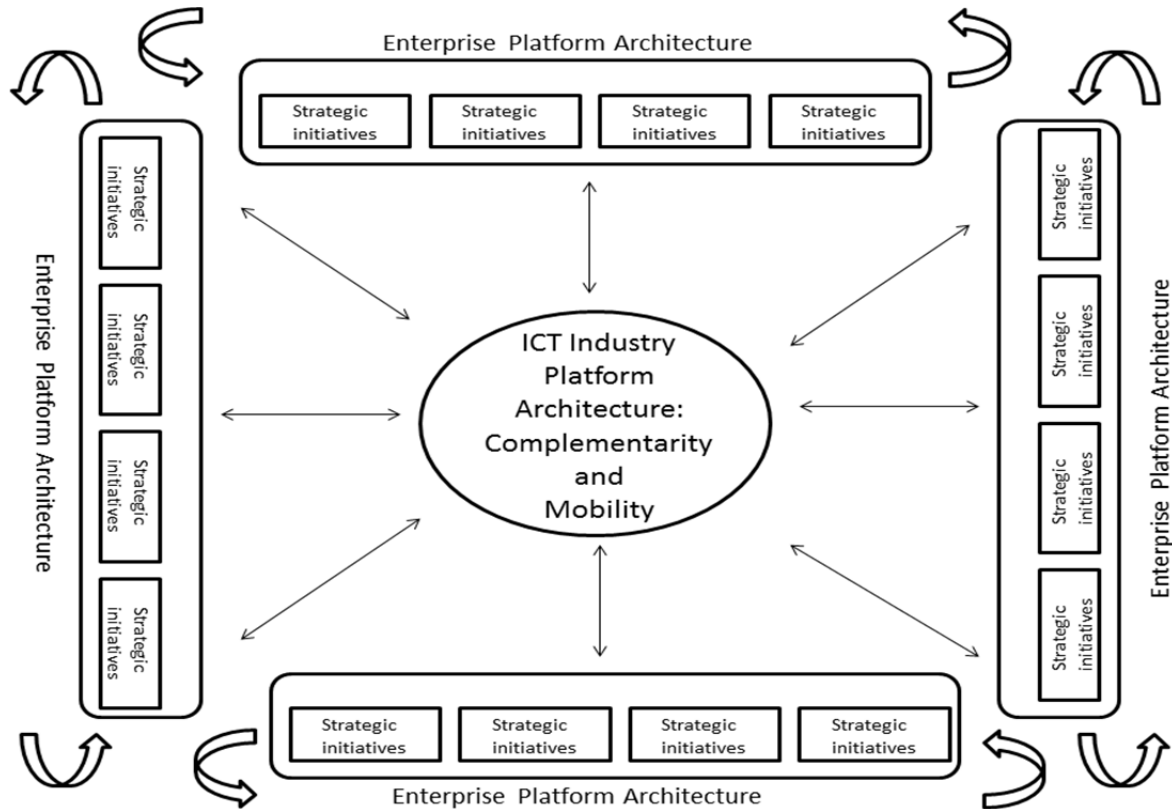 Enterprise Platform Architecture
Strategic
initiatives
Strategic
initiatives
Strategic
initiatives
Strategic
initiatives
Enterprise Platform Architecture
Strategic
initiatives
Strategic
initiatives
Strategic
initiatives
Strategic
initiatives
ICT Industry
Platform
Architecture:
Complementarity
and
Mobility
Strategic
initiatives
Strategic
initiatives
Strategic
initiatives
Strategic
initiatives
Enterprise Platform Architecture
Strategic
initiatives
Strategic
initiatives
Strategic
initiatives
Strategic
initiatives
Enterprise Platform Architecture